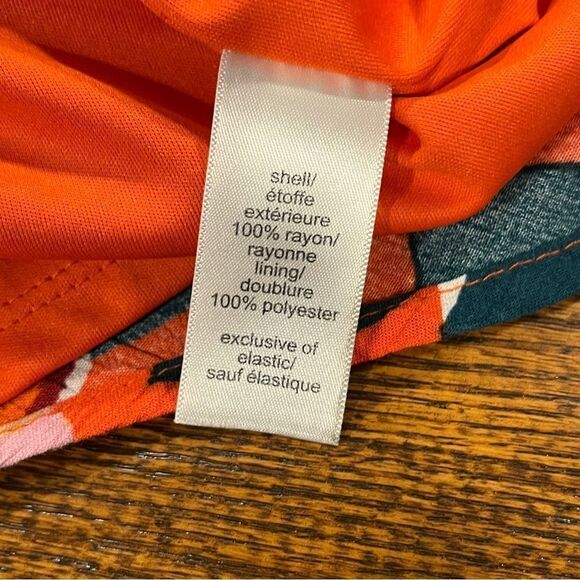 shell/
étoffe
extérieure
100% rayon/
rayonne
lining/
doublure
100% polyester
exclusive of
elastic/
sauf élastique